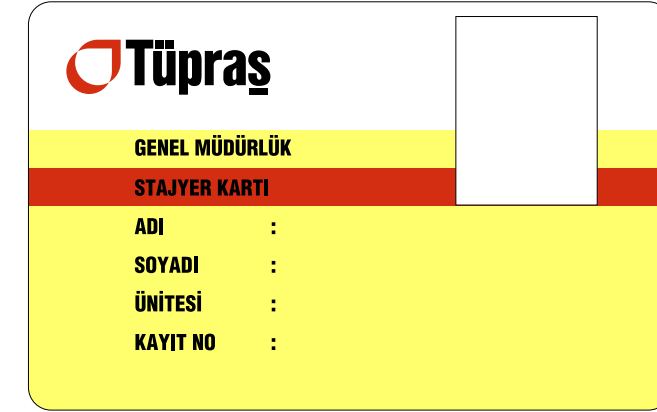 Tüpraş
GENEL MÜDÜRLÜK
STAJYER KARTI
ADI :
SOYADI :
ÜNİTESİ :
KAYIT NO :